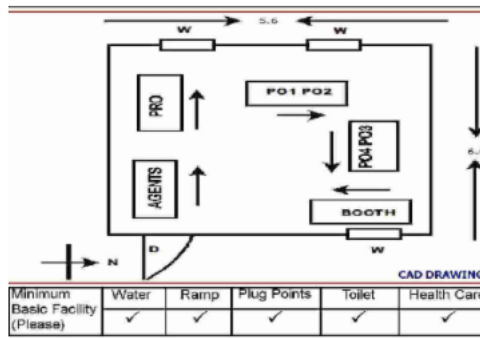 5.6
W W
PO1 PO2
PRO
PO4 PO3
AGENTS
BOOTH
D
N
W
CAD DRAWING
Minimum Basic Facility (Please) Water Ramp Plug Points Toilet Health Care
✓ ✓ ✓ ✓ ✓